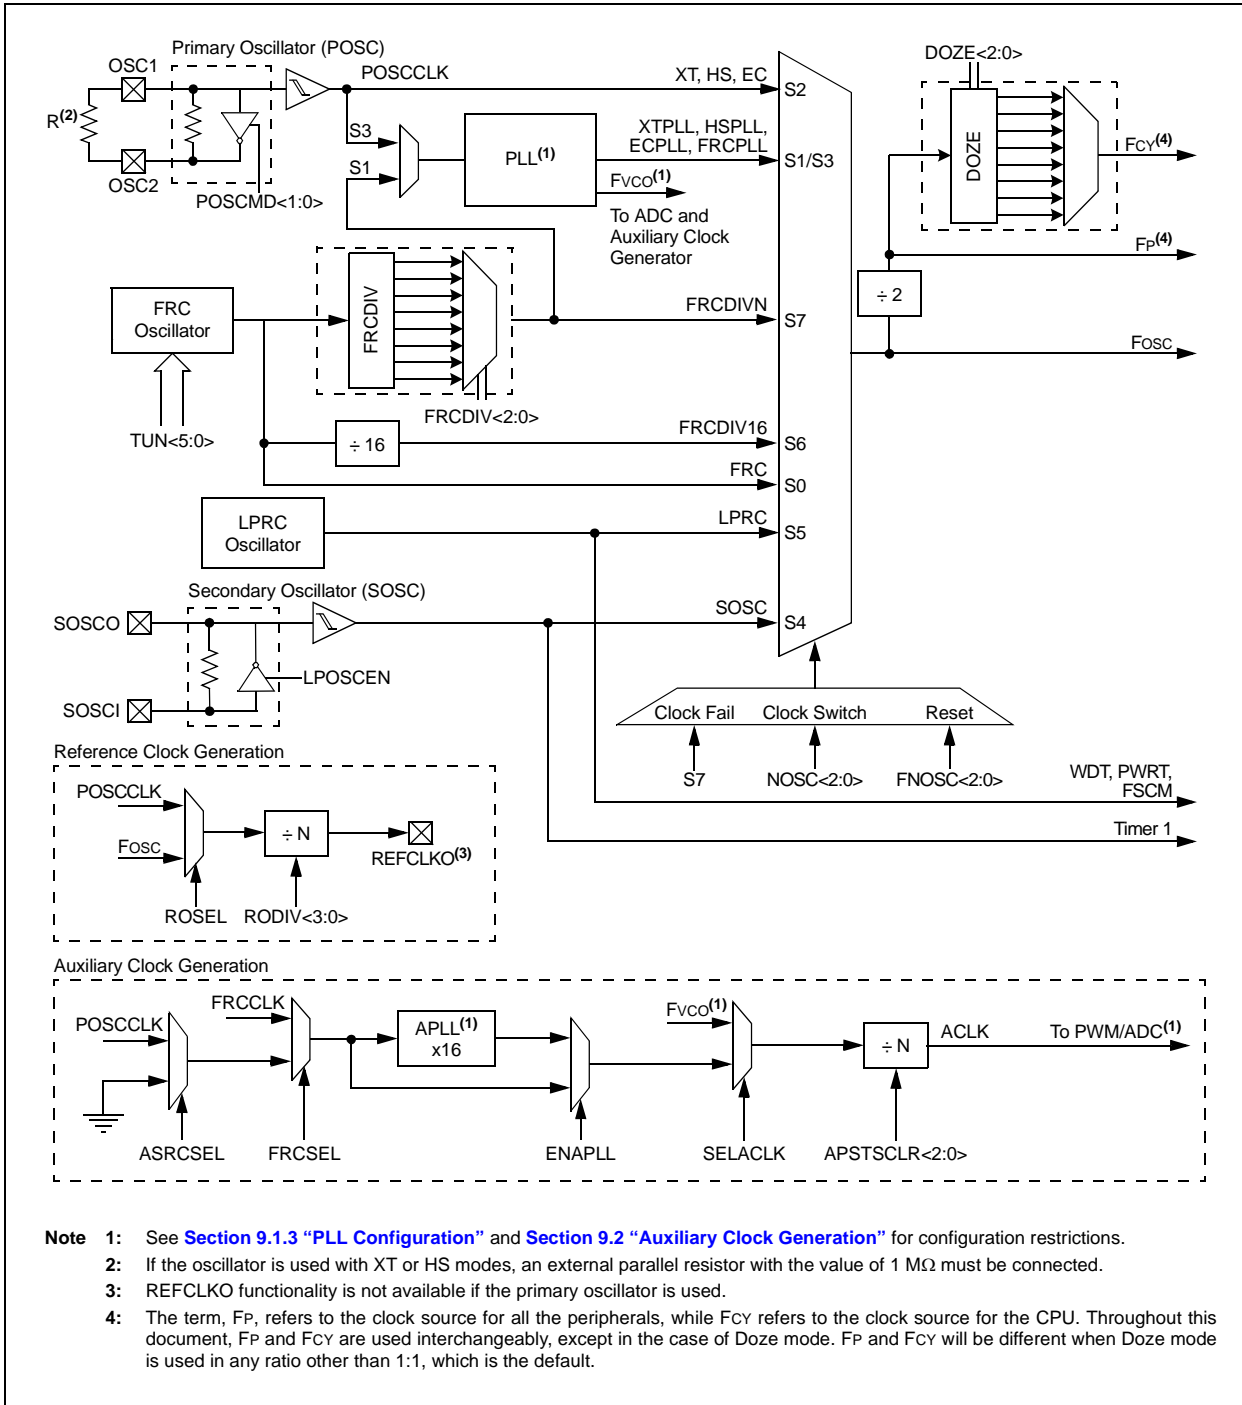 Primary Oscillator (POSC)
OSC1
R(2)
OSC2
POSCMD<1:0>
POSCCLK
S3
S1
PLL(1)
XT, HS, EC
S2
XTPLL, HSPLL,
ECPLL, FRCPLL
S1/S3
FVCO(1)
To ADC and
Auxiliary Clock
Generator
DOZE<2:0>
DOZE
FCY(4)
FP(4)
÷ 2
FOSC
FRC
Oscillator
TUN<5:0>
FRCDIV
FRCDIV<2:0>
FRCDIVN
S7
÷ 16
FRCDIV16
S6
FRC
S0
LPRC
Oscillator
LPRC
S5
Secondary Oscillator (SOSC)
SOSCO
SOSCI
LPOSCEN
SOSC
S4
Clock Fail
Clock Switch
Reset
S7
NOSC<2:0>
FNOSC<2:0>
WDT, PWRT,
FSCM
Timer 1
Reference Clock Generation
POSCCLK
FOSC
÷ N
REFCLKO(3)
ROSEL
RODIV<3:0>
Auxiliary Clock Generation
POSCCLK
FRCCLK
APLL(1)
x16
FVCO(1)
÷ N
ACLK
To PWM/ADC(1)
ASRCSEL
FRCSEL
ENAPLL
SELACLK
APSTSCLR<2:0>
Note 1: See Section 9.1.3 “PLL Configuration” and Section 9.2 “Auxiliary Clock Generation” for configuration restrictions.
2: If the oscillator is used with XT or HS modes, an external parallel resistor with the value of 1 MΩ must be connected.
3: REFCLKO functionality is not available if the primary oscillator is used.
4: The term, FP, refers to the clock source for all the peripherals, while FCY refers to the clock source for the CPU. Throughout this
document, FP and FCY are used interchangeably, except in the case of Doze mode. FP and FCY will be different when Doze mode
is used in any ratio other than 1:1, which is the default.